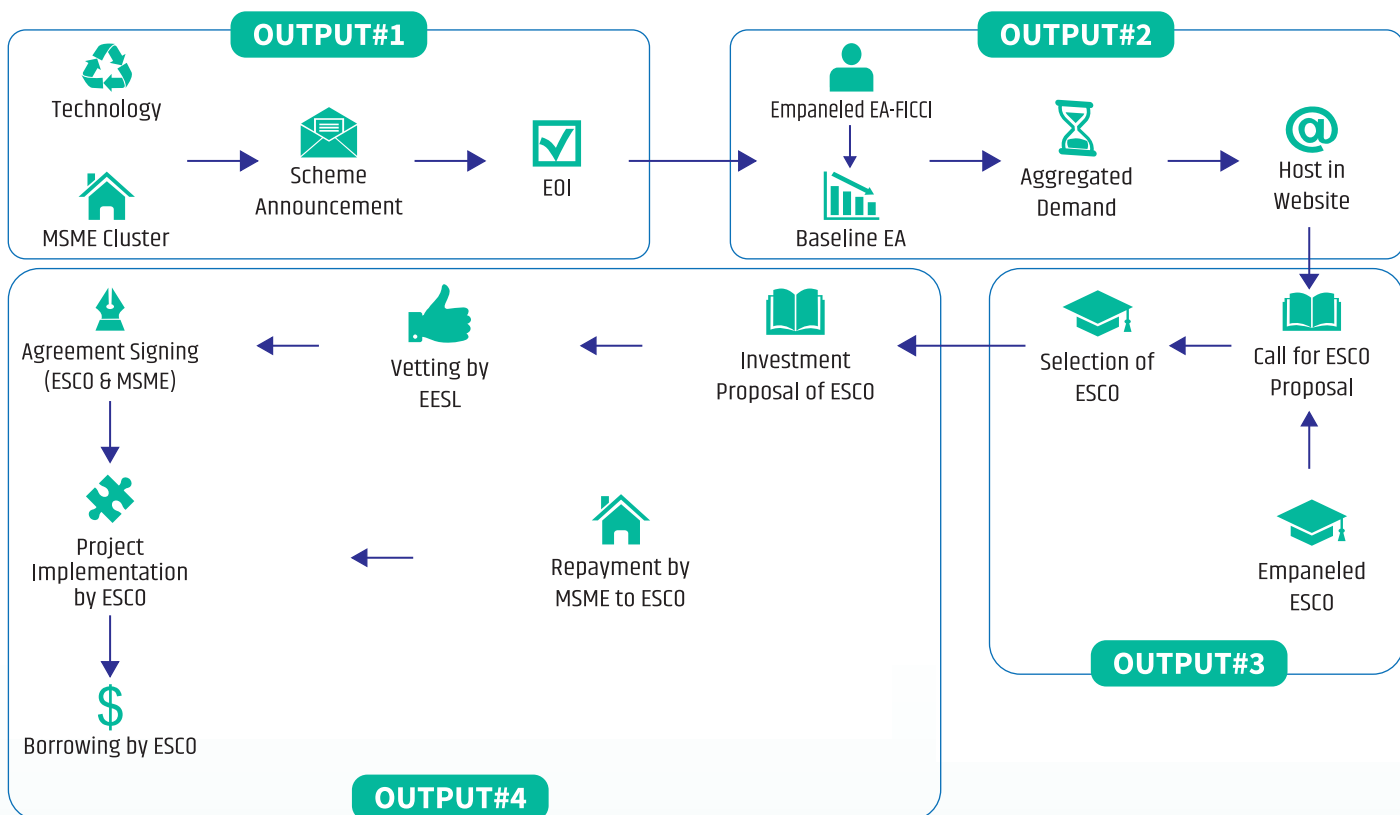 OUTPUT#1
Technology
MSME Cluster
Scheme
Announcement
EOI
OUTPUT#2
Empaneled EA-FICCI
Baseline EA
Aggregated
Demand
@
Host in
Website
Call for ESCO
Proposal
Empaneled
ESCO
Selection of
ESCO
OUTPUT#3
Investment
Proposal of ESCO
Vetting by
EESL
Agreement Signing
(ESCO & MSME)
Project
Implementation
by ESCO
Repayment by
MSME to ESCO
$
Borrowing by ESCO
OUTPUT#4